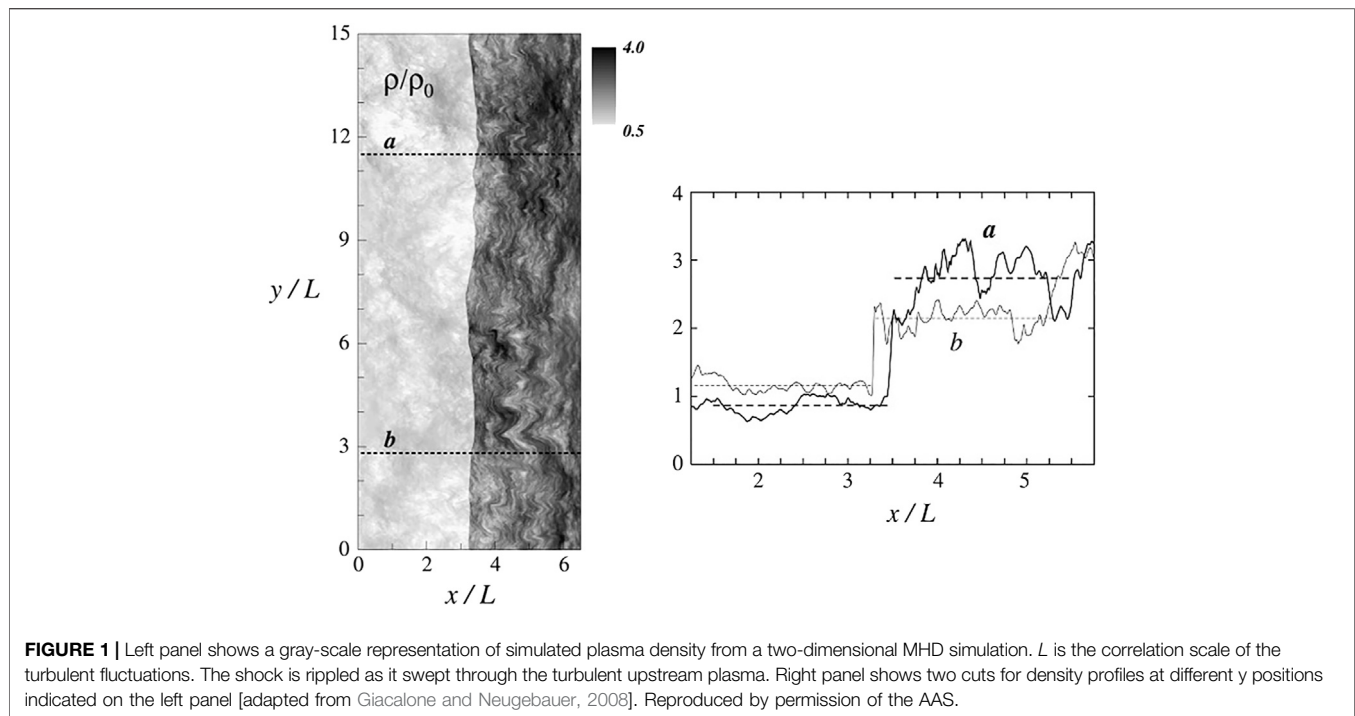 15
12
9
6
3
0
y / L
ρ/ρ0
a
b
0 2 4 6
x / L
4.0
0.5
4
3
2
1
0
a
b
2 3 4 5
x / L
FIGURE 1 | Left panel shows a gray-scale representation of simulated plasma density from a two-dimensional MHD simulation. L is the correlation scale of the
turbulent fluctuations. The shock is rippled as it swept through the turbulent upstream plasma. Right panel shows two cuts for density profiles at different y positions
indicated on the left panel [adapted from Giacalone and Neugebauer, 2008]. Reproduced by permission of the AAS.